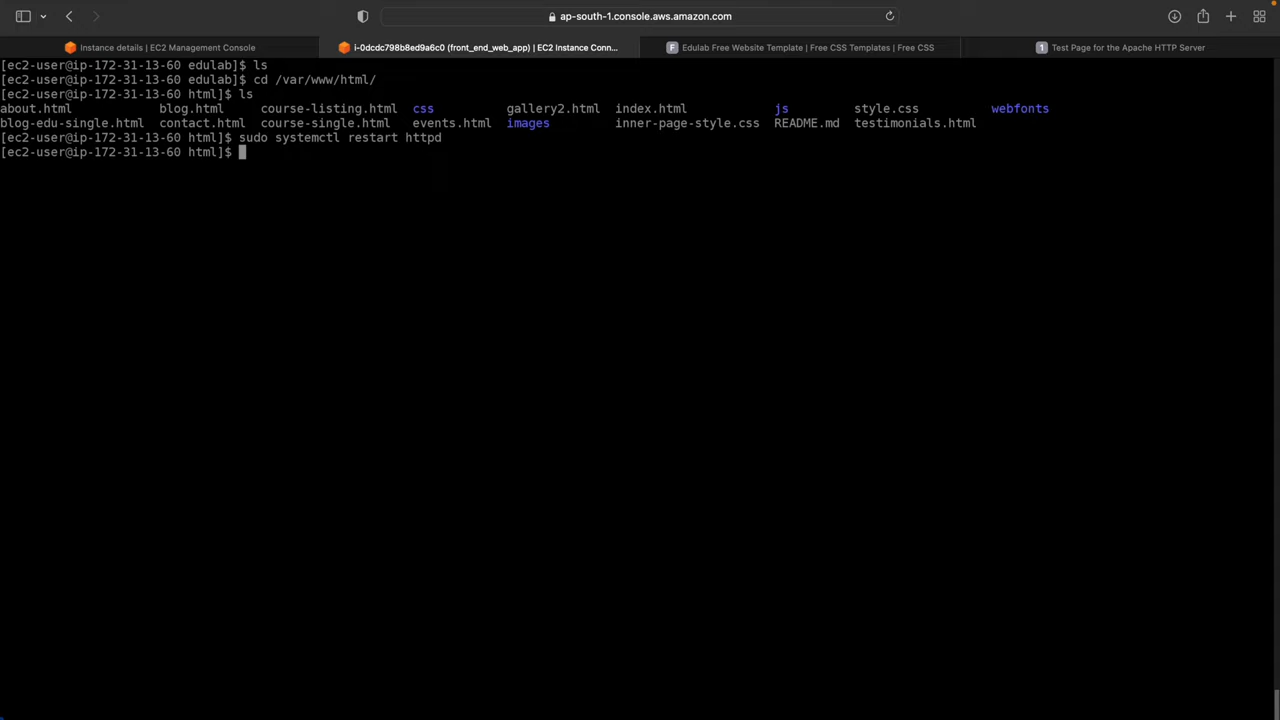 ap-south-1.console.aws.amazon.com
Instance details | EC2 Management Console
i-0dcdc798b8ed9a6c0 (front_end_web_app) | EC2 Instance Conn...
F Edulab Free Website Template | Free CSS Templates | Free CSS
1 Test Page for the Apache HTTP Server
[ec2-user@ip-172-31-13-60 edulab]$ ls
[ec2-user@ip-172-31-13-60 edulab]$ cd /var/www/html/
[ec2-user@ip-172-31-13-60 html]$ ls
about.html blog.html course-listing.html css gallery2.html index.html js style.css webfonts
blog-edu-single.html contact.html course-single.html events.html images inner-page-style.css README.md testimonials.html
[ec2-user@ip-172-31-13-60 html]$ sudo systemctl restart httpd
[ec2-user@ip-172-31-13-60 html]$